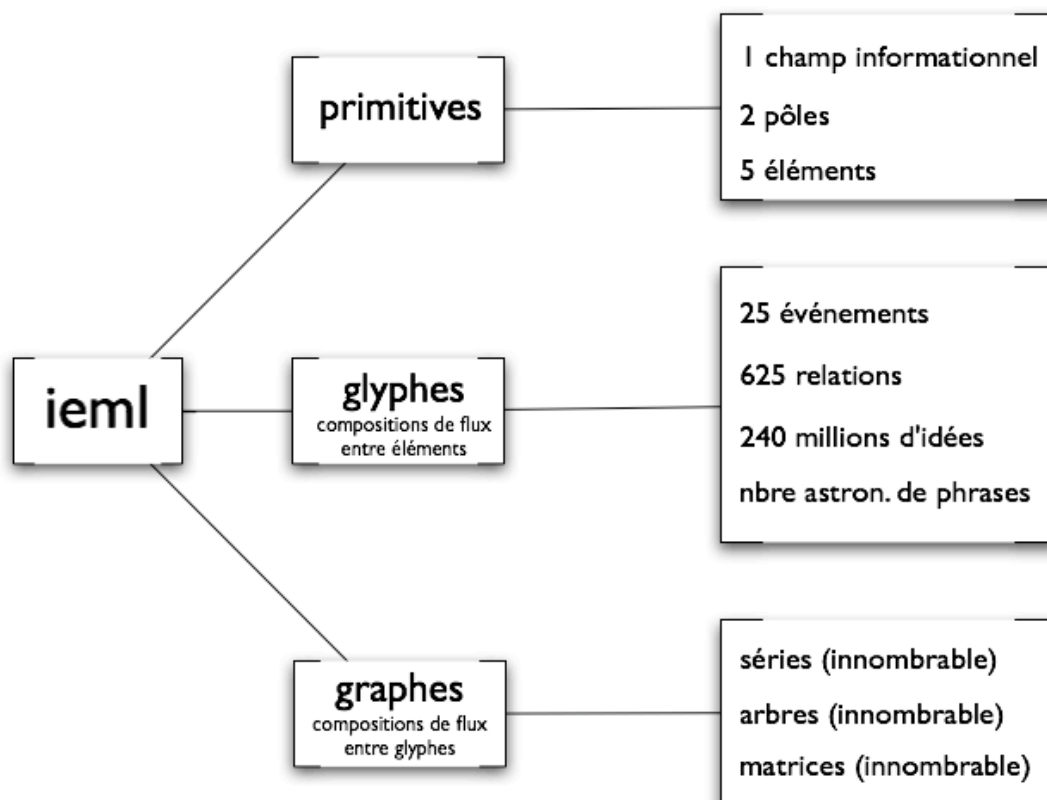 ieml
primitives
1 champ informationnel
2 pôles
5 éléments
glyphes
compositions de flux
entre éléments
25 événements
625 relations
240 millions d'idées
nbre astron. de phrases
graphes
compositions de flux
entre glyphes
séries (innombrable)
arbres (innombrable)
matrices (innombrable)